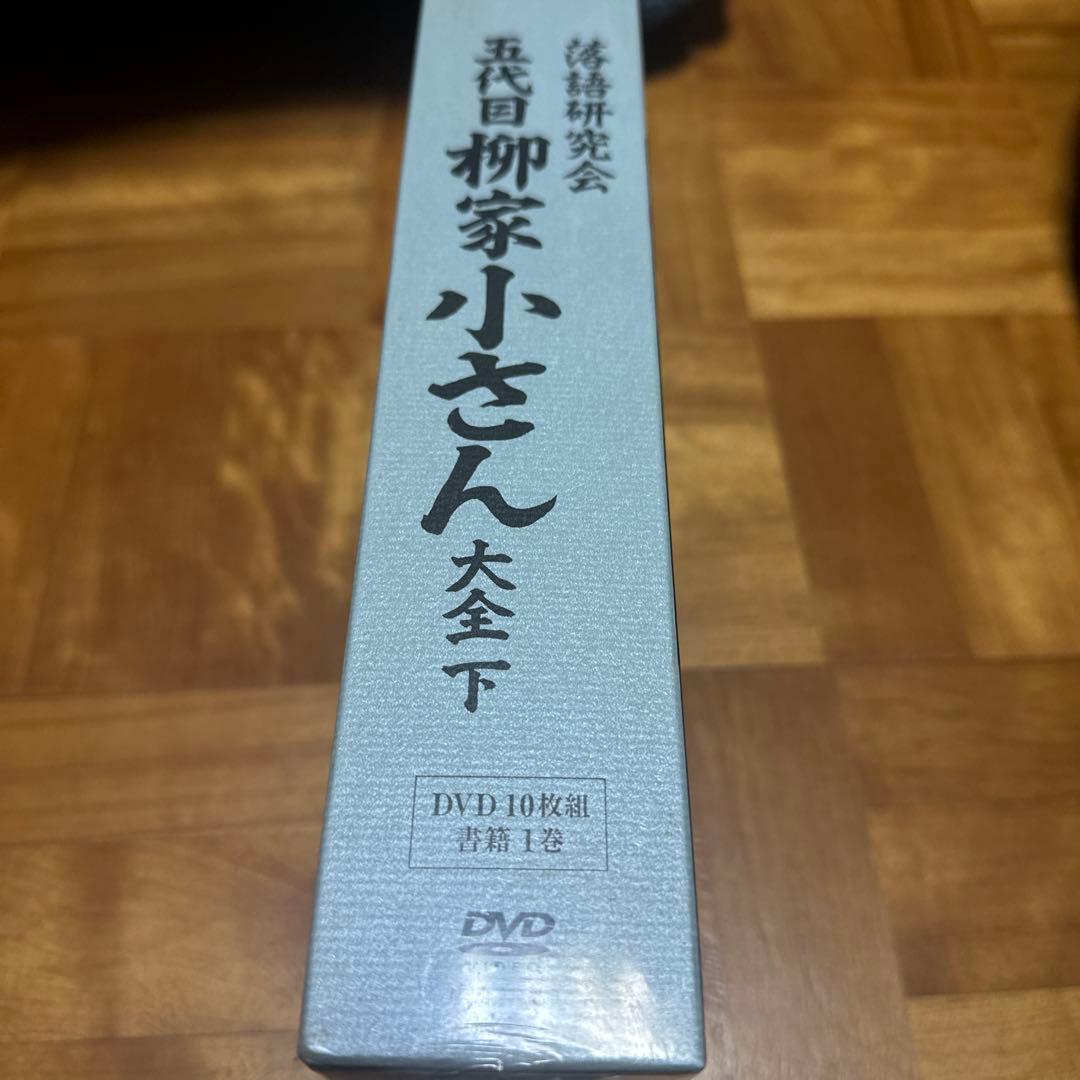 落語研究会
五代目柳家小さん大全 下
DVD 10枚組
書籍 1巻
DVD